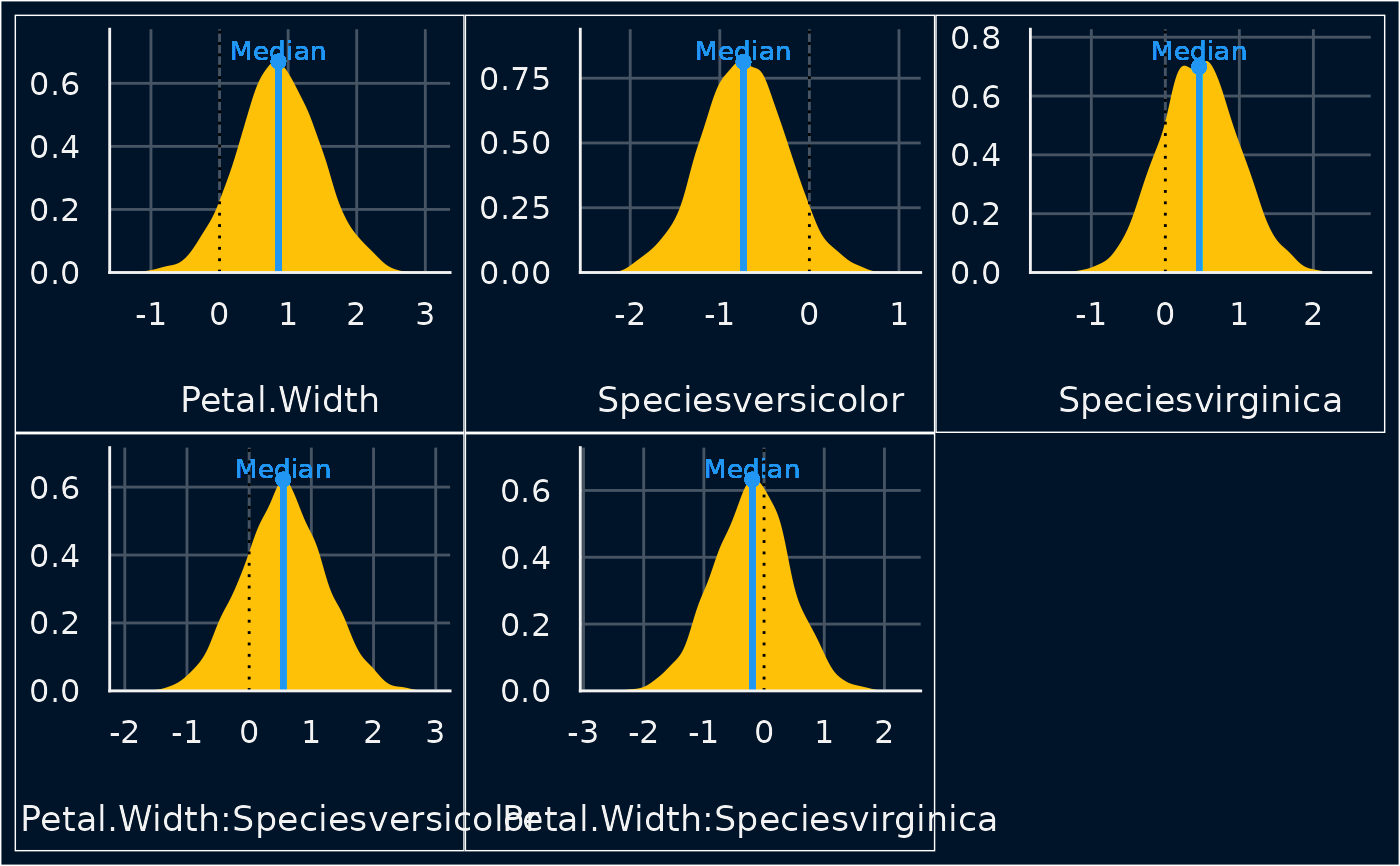 Median
0.6
0.4
0.2
0.0
-1 0 1 2 3
Petal.Width
Median
0.75
0.50
0.25
0.00
-2 -1 0 1
Speciesversicolor
Median
0.8
0.6
0.4
0.2
0.0
-1 0 1 2
Speciesvirginica
Median
0.6
0.4
0.2
0.0
-2 -1 0 1 2 3
Petal.Width:Speciesversicolor
Median
0.6
0.4
0.2
0.0
-3 -2 -1 0 1 2
Petal.Width:Speciesvirginica